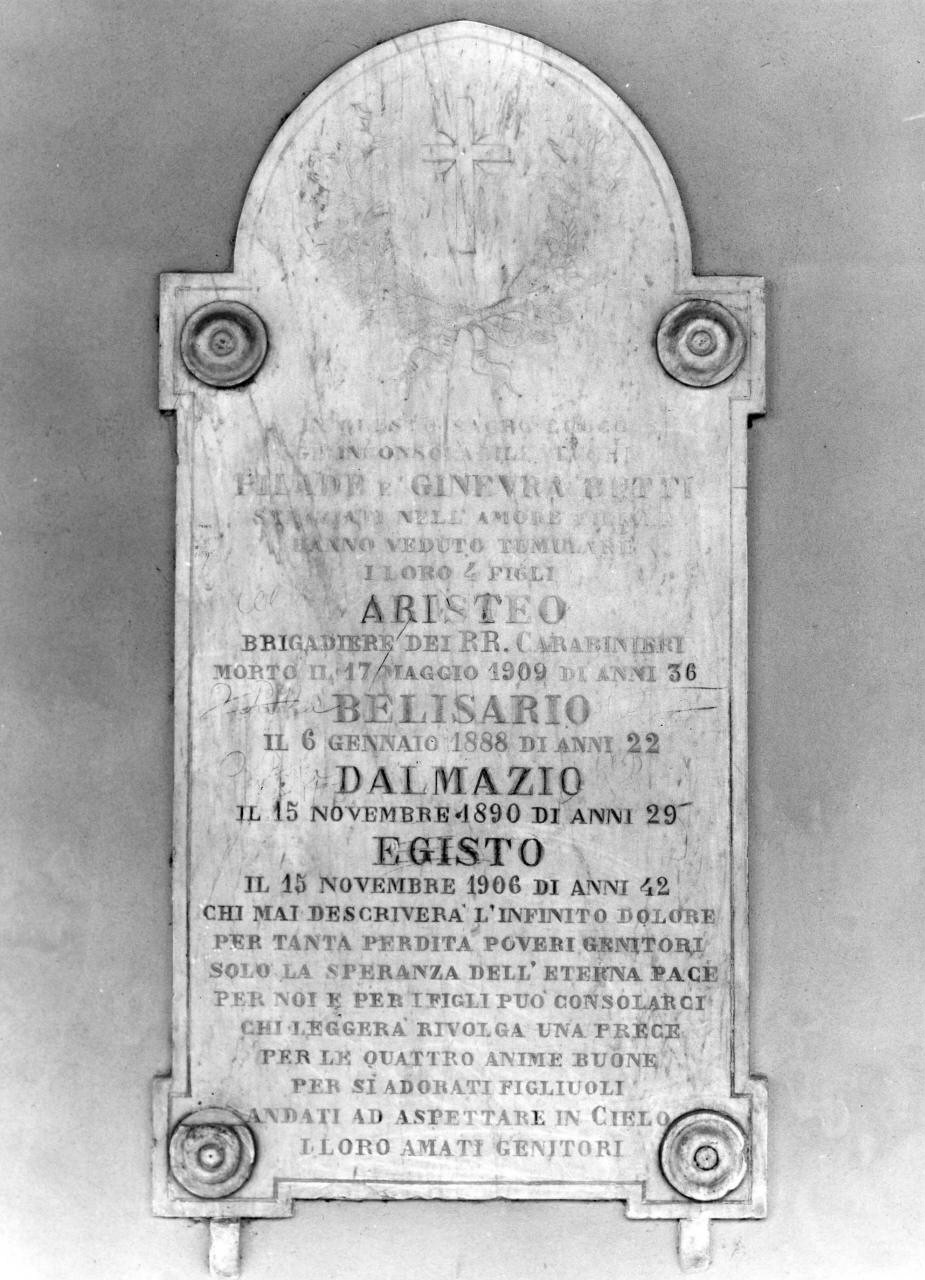 IN QUESTO SACRO LUOGO
GL'INCONSOLABILI VECCHI
PILADE E GINEVRA BETTI
STRAZIATI NELL'AMORE FILIALE
HANNO VEDUTO TUMULARE
I LORO 4 FIGLI
ARISTEO
BRIGADIERE DEI RR. CARABINIERI
MORTO IL 17 MAGGIO 1909 DI ANNI 36
BELISARIO
IL 6 GENNAIO 1888 DI ANNI 22
DALMAZIO
IL 15 NOVEMBRE 1890 DI ANNI 29
EGISTO
IL 15 NOVEMBRE 1906 DI ANNI 42
CHI MAI DESCRIVERA' L'INFINITO DOLORE
PER TANTA PERDITA POVERI GENITORI
SOLO LA SPERANZA DELL'ETERNA PACE
PER NOI E PER I FIGLI PUO' CONSOLARCI
CHI LEGGERA' RIVOLGA UNA PRECE
PER LE QUATTRO ANIME BUONE
PER SÌ ADORATI FIGLIUOLI
ANDATI AD ASPETTARE IN CIELO
I LORO AMATI GENITORI